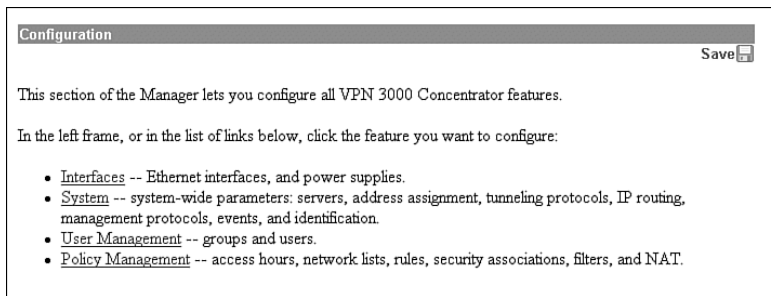 Configuration
Save
This section of the Manager lets you configure all VPN 3000 Concentrator features.
In the left frame, or in the list of links below, click the feature you want to configure:
• Interfaces -- Ethernet interfaces, and power supplies.
• System -- system-wide parameters: servers, address assignment, tunneling protocols, IP routing,
management protocols, events, and identification.
• User Management -- groups and users.
• Policy Management -- access hours, network lists, rules, security associations, filters, and NAT.